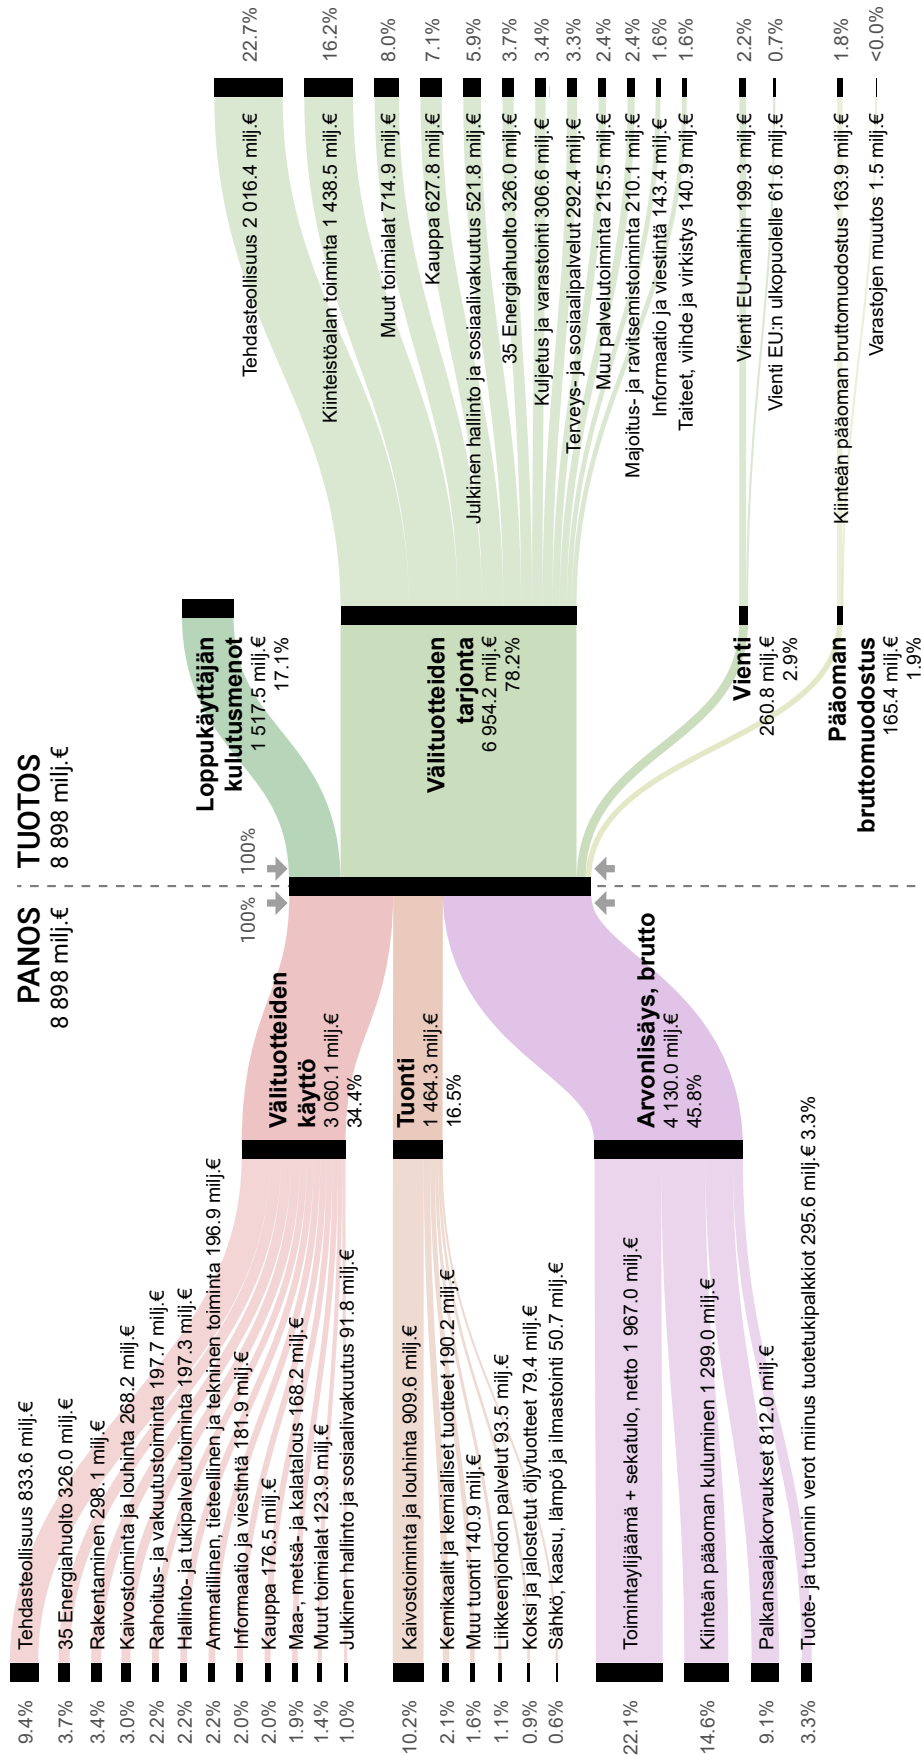 PANOS
8 898 milj.€
TUOTOS
8 898 milj.€
100%
100%
9.4%
Tehdasteollisuus 833.6 milj.€
3.7%
35 Energiahuolto 326.0 milj.€
3.4%
Rakentaminen 298.1 milj.€
3.0%
Kaivostoiminta ja louhinta 268.2 milj.€
2.2%
Rahoitus- ja vakuutustoiminta 197.7 milj.€
2.2%
Hallinto- ja tukipalvelutoiminta 197.3 milj.€
2.2%
Ammatillinen, tieteellinen ja tekninen toiminta 196.9 milj.€
2.0%
Informaatio ja viestintä 181.9 milj.€
2.0%
Kauppa 176.5 milj.€
1.9%
Maa-, metsä- ja kalatalous 168.2 milj.€
1.4%
Muut toimialat 123.9 milj.€
1.0%
Julkinen hallinto ja sosiaalivakuutus 91.8 milj.€
Välituotteiden
käyttö
3 060.1 milj.€
34.4%
10.2%
Kaivostoiminta ja louhinta 909.6 milj.€
2.1%
Kemikaalit ja kemialliset tuotteet 190.2 milj.€
1.6%
Muu tuonti 140.9 milj.€
1.1%
Liikkeenjohdon palvelut 93.5 milj.€
0.9%
Koksi ja jalostetut öljytuotteet 79.4 milj.€
0.6%
Sähkö, kaasu, lämpö ja ilmastointi 50.7 milj.€
Tuonti
1 464.3 milj.€
16.5%
22.1%
Toimintaylijäämä + sekatulo, netto 1 967.0 milj.€
14.6%
Kiinteän pääoman kuluminen 1 299.0 milj.€
9.1%
Palkansaajakorvaukset 812.0 milj.€
3.3%
Tuote- ja tuonnin verot miinus tuotetukipalkkiot 295.6 milj.€ 3.3%
Arvonlisäys, brutto
4 130.0 milj.€
45.8%
Loppukäyttäjän
kulutusmenot
1 517.5 milj.€
17.1%
Välituotteiden
tarjonta
6 954.2 milj.€
78.2%
Tehdasteollisuus 2 016.4 milj.€
22.7%
Kiinteistöalan toiminta 1 438.5 milj.€
16.2%
Muut toimialat 714.9 milj.€
8.0%
Kauppa 627.8 milj.€
7.1%
Julkinen hallinto ja sosiaalivakuutus 521.8 milj.€
5.9%
35 Energiahuolto 326.0 milj.€
3.7%
Kuljetus ja varastointi 306.6 milj.€
3.4%
Terveys- ja sosiaalipalvelut 292.4 milj.€
3.3%
Muu palvelutoiminta 215.5 milj.€
2.4%
Majoitus- ja ravitsemistoiminta 210.1 milj.€
2.4%
Informaatio ja viestintä 143.4 milj.€
1.6%
Taiteet, viihde ja virkistys 140.9 milj.€
1.6%
Vienti
260.8 milj.€
2.9%
Vienti EU-maihin 199.3 milj.€
2.2%
Vienti EU:n ulkopuolelle 61.6 milj.€
0.7%
Pääoman
bruttomuodostus
165.4 milj.€
1.9%
Kiinteän pääoman bruttomuodostus 163.9 milj.€
1.8%
Varastojen muutos 1.5 milj.€
<0.0%